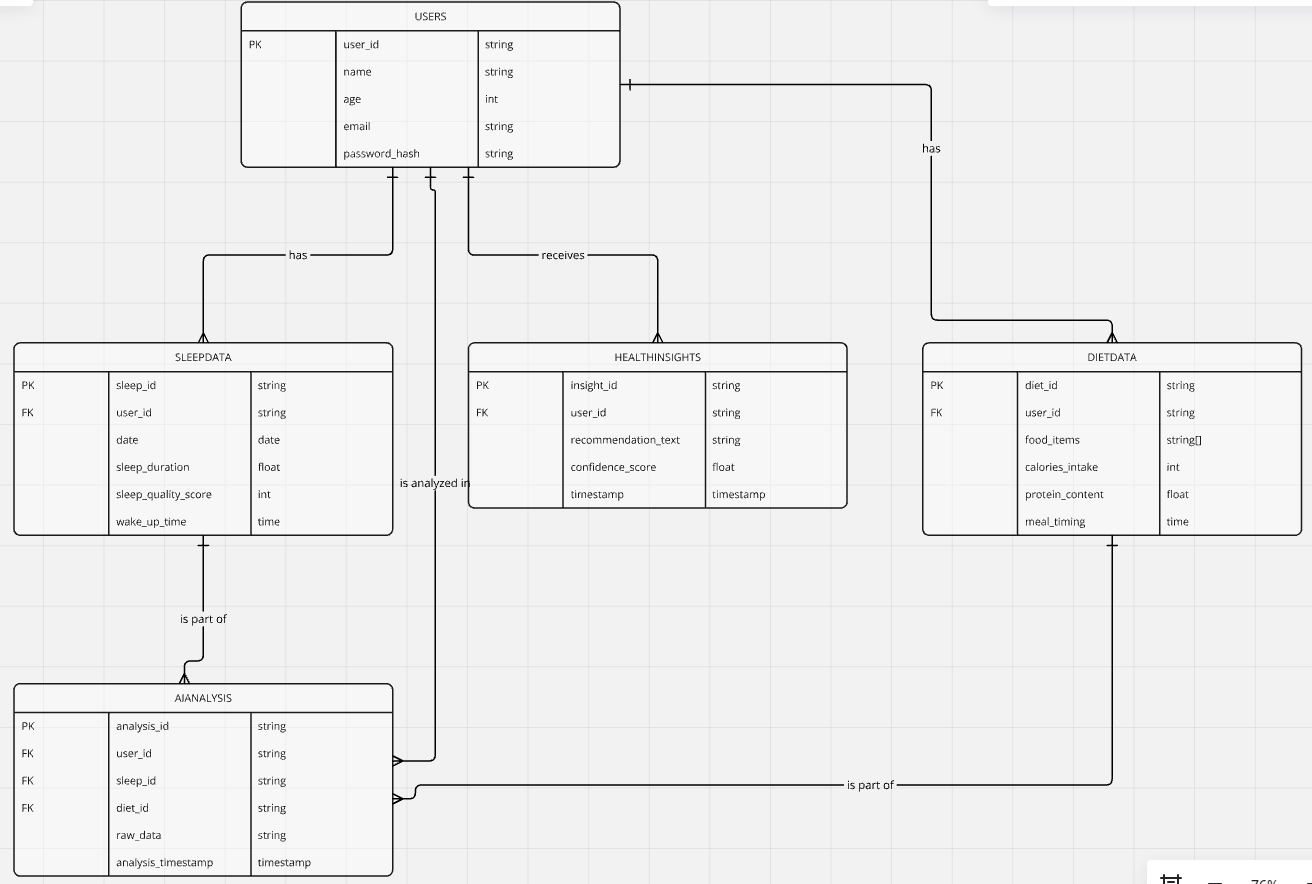 USERS
PK user_id string
name string
age int
email string
password_hash string
has
has
receives
SLEEPDATA
PK sleep_id string
FK user_id string
date date
sleep_duration float
sleep_quality_score int
wake_up_time time
HEALTHINSIGHTS
PK insight_id string
FK user_id string
recommendation_text string
confidence_score float
timestamp timestamp
DIETDATA
PK diet_id string
FK user_id string
food_items string[]
calories_intake int
protein_content float
meal_timing time
is analyzed in
is part of
AIANALYSIS
PK analysis_id string
FK user_id string
FK sleep_id string
FK diet_id string
raw_data string
analysis_timestamp timestamp
is part of